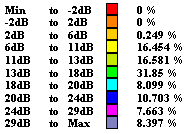 Min to -2dB 0 %
-2dB to 2dB 0 %
2dB to 6dB 0.249 %
6dB to 11dB 16.454 %
11dB to 13dB 16.581 %
13dB to 18dB 31.85 %
18dB to 20dB 8.099 %
20dB to 24dB 10.703 %
24dB to 29dB 7.663 %
29dB to Max 8.397 %